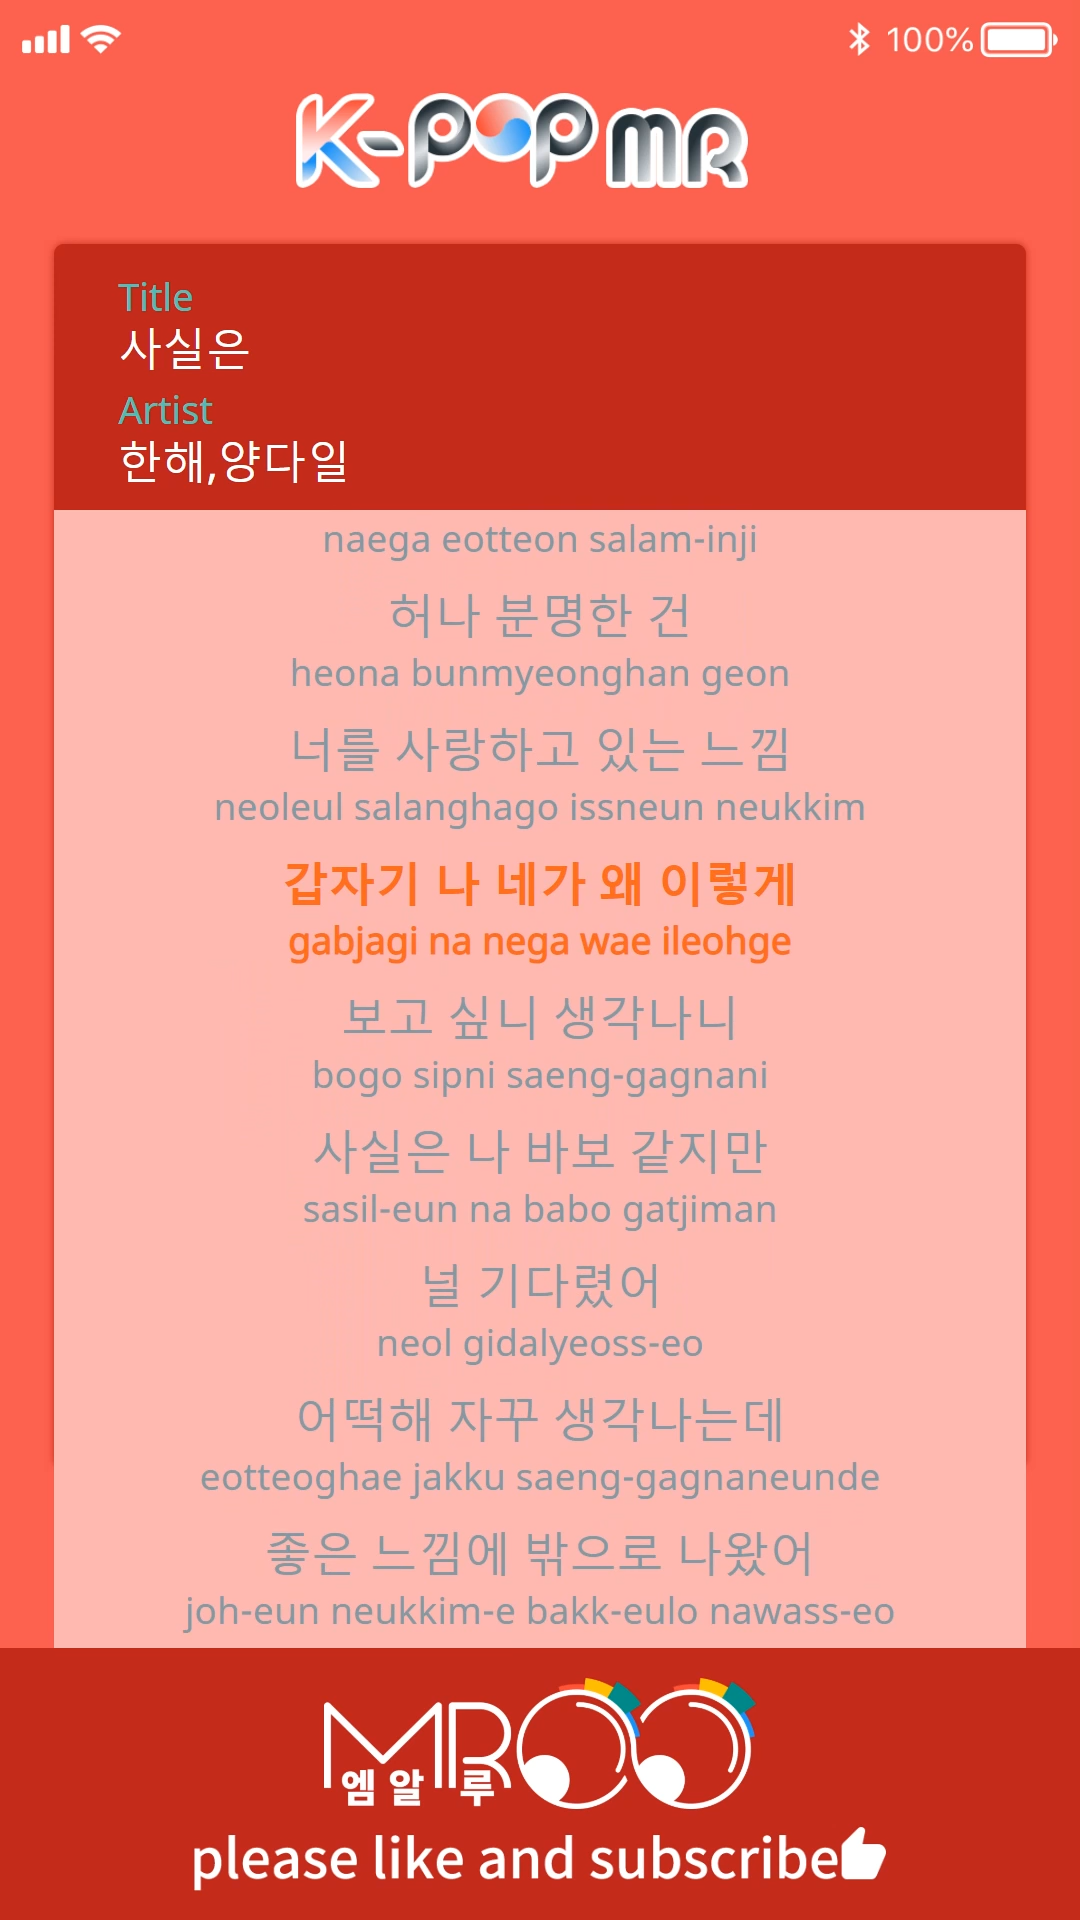 100%
K-POP MR
Title
사실은
Artist
한해,양다일
naega eotteon salam-inji
허나 분명한 건
heona bunmyeonghan geon
너를 사랑하고 있는 느낌
neoleul salanghago issneun neukkim
갑자기 나 네가 왜 이렇게
gabjagi na nega wae ileohge
보고 싶니 생각나니
bogo sipni saeng-gagnani
사실은 나 바보 같지만
sasil-eun na babo gatjiman
널 기다렸어
neol gidalyeoss-eo
어떡해 자꾸 생각나는데
eotteoghae jakku saeng-gagnaneunde
좋은 느낌에 밖으로 나왔어
joh-eun neukkim-e bakk-eulo nawass-eo
MROO
엠알루
please like and subscribe